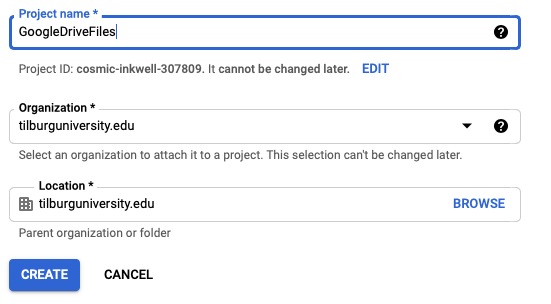 Project name *
GoogleDriveFiles
Project ID: cosmic-inkwell-307809. It cannot be changed later. EDIT
Organization *
tilburguniversity.edu
Select an organization to attach it to a project. This selection can't be changed later.
Location *
tilburguniversity.edu BROWSE
Parent organization or folder
CREATE CANCEL